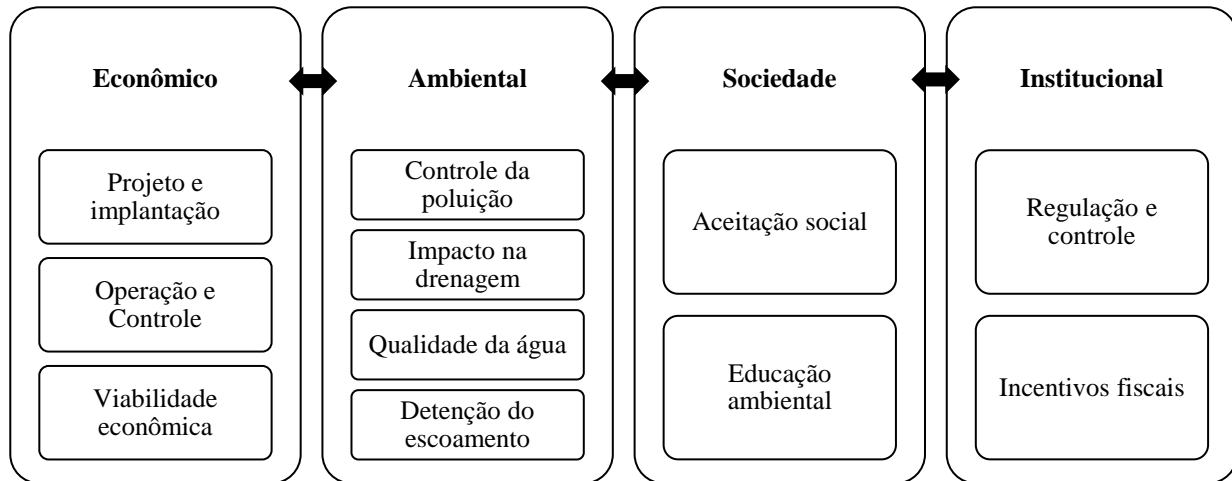 Econômico
Projeto e
implantação
Operação e
Controle
Viabilidade
econômica
Ambiental
Controle da
poluição
Impacto na
drenagem
Qualidade da água
Detenção do
escoamento
Sociedade
Aceitação social
Educação
ambiental
Institucional
Regulação e
controle
Incentivos fiscais